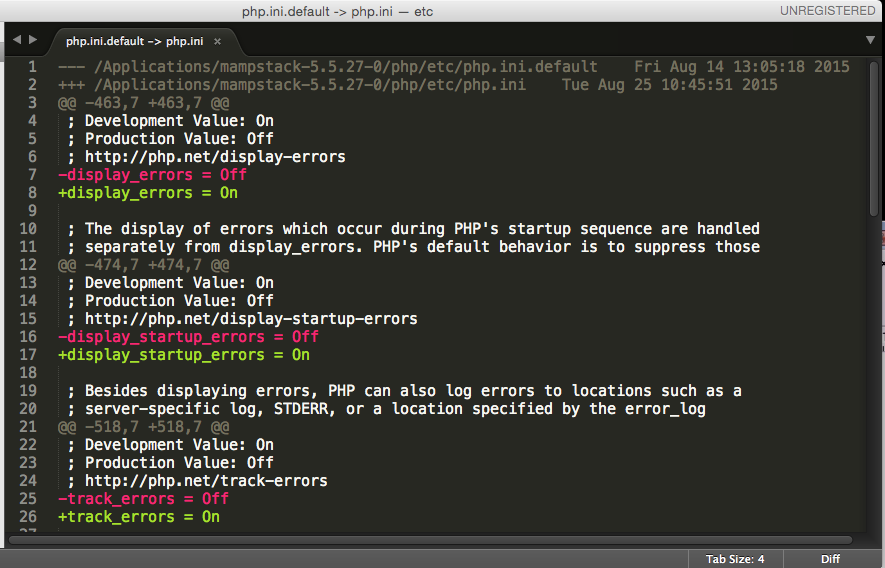 php.ini.default -> php.ini — etc
UNREGISTERED
php.ini.default -> php.ini ×
1 --- /Applications/mampstack-5.5.27-0/php/etc/php.ini.default    Fri Aug 14 13:05:18 2015
2 +++ /Applications/mampstack-5.5.27-0/php/etc/php.ini    Tue Aug 25 10:45:51 2015
3 @@ -463,7 +463,7 @@
4  ; Development Value: On
5  ; Production Value: Off
6  ; http://php.net/display-errors
7 -display_errors = Off
8 +display_errors = On
9
10  ; The display of errors which occur during PHP's startup sequence are handled
11  ; separately from display_errors. PHP's default behavior is to suppress those
12 @@ -474,7 +474,7 @@
13  ; Development Value: On
14  ; Production Value: Off
15  ; http://php.net/display-startup-errors
16 -display_startup_errors = Off
17 +display_startup_errors = On
18
19  ; Besides displaying errors, PHP can also log errors to locations such as a
20  ; server-specific log, STDERR, or a location specified by the error_log
21 @@ -518,7 +518,7 @@
22  ; Development Value: On
23  ; Production Value: Off
24  ; http://php.net/track-errors
25 -track_errors = Off
26 +track_errors = On
27
Tab Size: 4
Diff